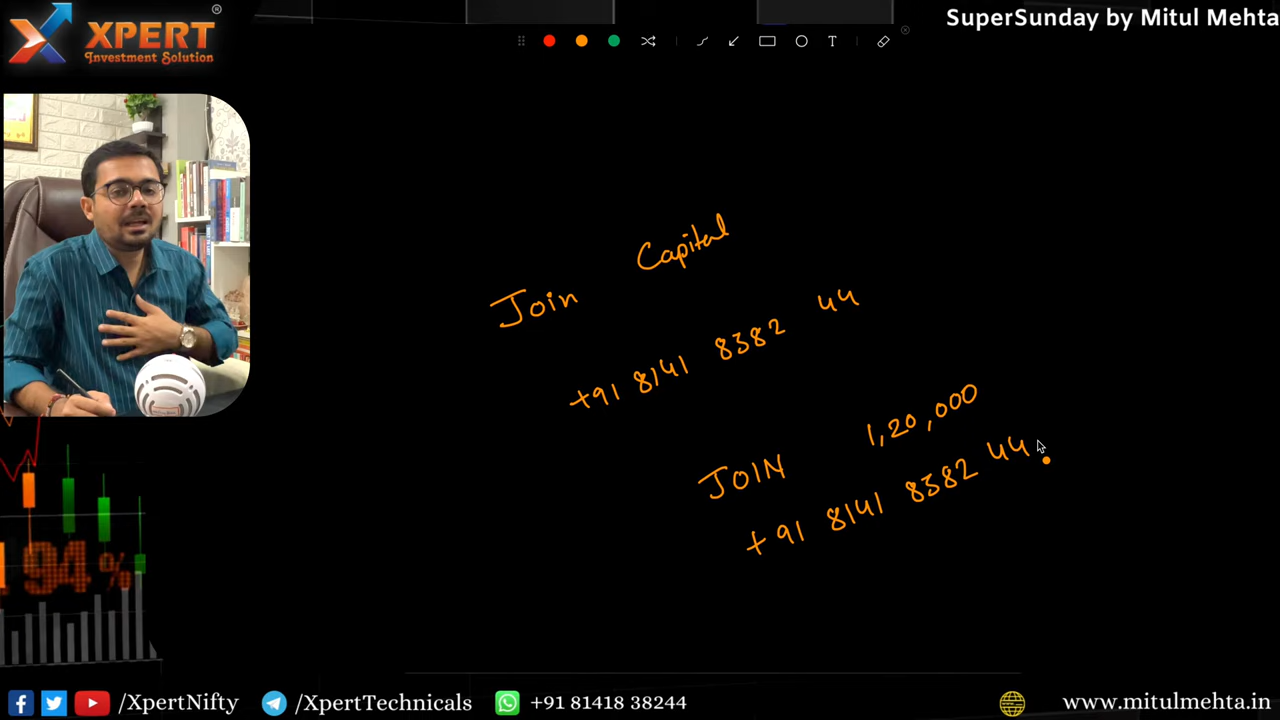 SuperSunday by Mitul Mehta
XPERT ®
Investment Solution
T
Join Capital
+91 8141 8382 44
JOIN 1,20,000
+91 8141 8382 44
94%
/XpertNifty
/XpertTechnicals
+91 81418 38244
www.mitulmehta.in